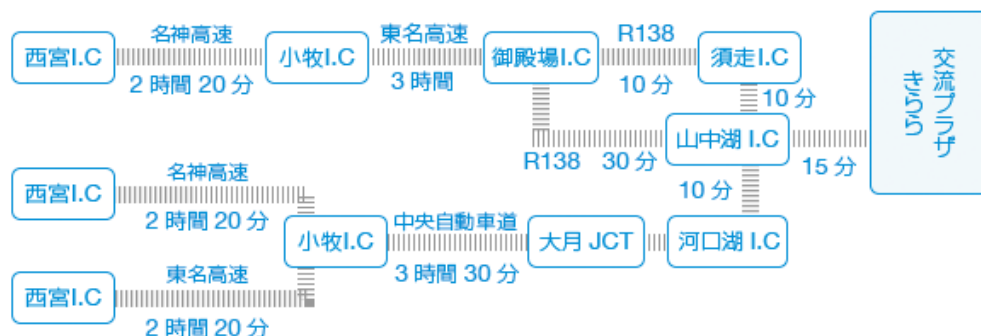 名神高速
東名高速
R138
西宮I.C
小牧I.C
御殿場I.C
須走I.C
2時間20分
3時間
10分
10分
交流プラザ
きらら
山中湖 I.C
R138 30分
15分
名神高速
西宮I.C
2時間20分
10分
小牧I.C
中央自動車道
3時間30分
大月 JCT
河口湖 I.C
東名高速
西宮I.C
2時間20分